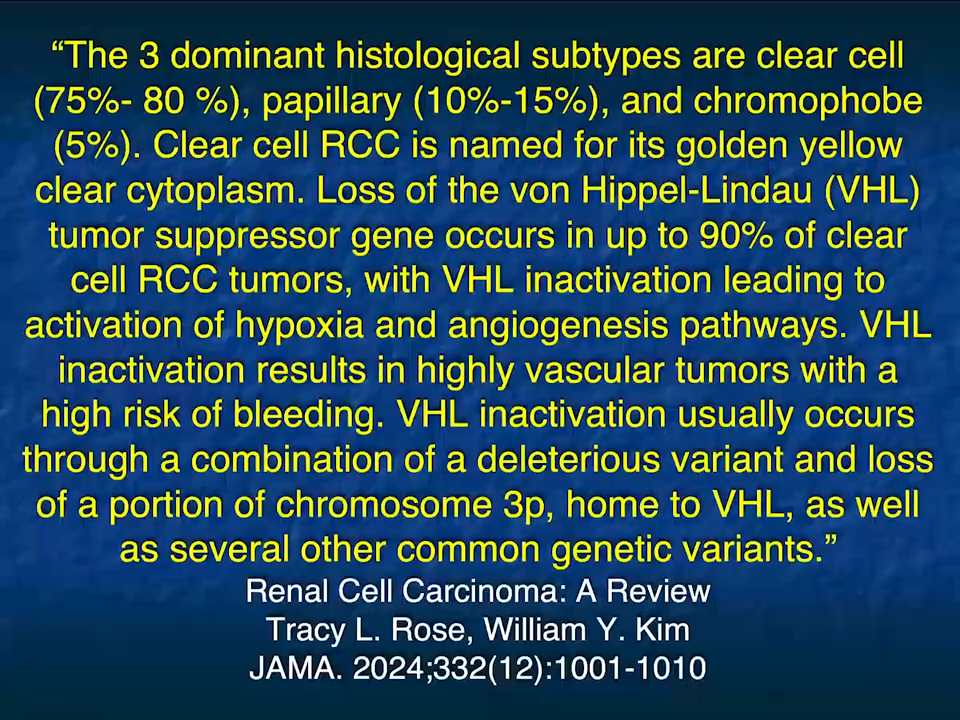 “The 3 dominant histological subtypes are clear cell
(75%- 80 %), papillary (10%-15%), and chromophobe
(5%). Clear cell RCC is named for its golden yellow
clear cytoplasm. Loss of the von Hippel-Lindau (VHL)
tumor suppressor gene occurs in up to 90% of clear
cell RCC tumors, with VHL inactivation leading to
activation of hypoxia and angiogenesis pathways. VHL
inactivation results in highly vascular tumors with a
high risk of bleeding. VHL inactivation usually occurs
through a combination of a deleterious variant and loss
of a portion of chromosome 3p, home to VHL, as well
as several other common genetic variants.”
Renal Cell Carcinoma: A Review
Tracy L. Rose, William Y. Kim
JAMA. 2024;332(12):1001-1010